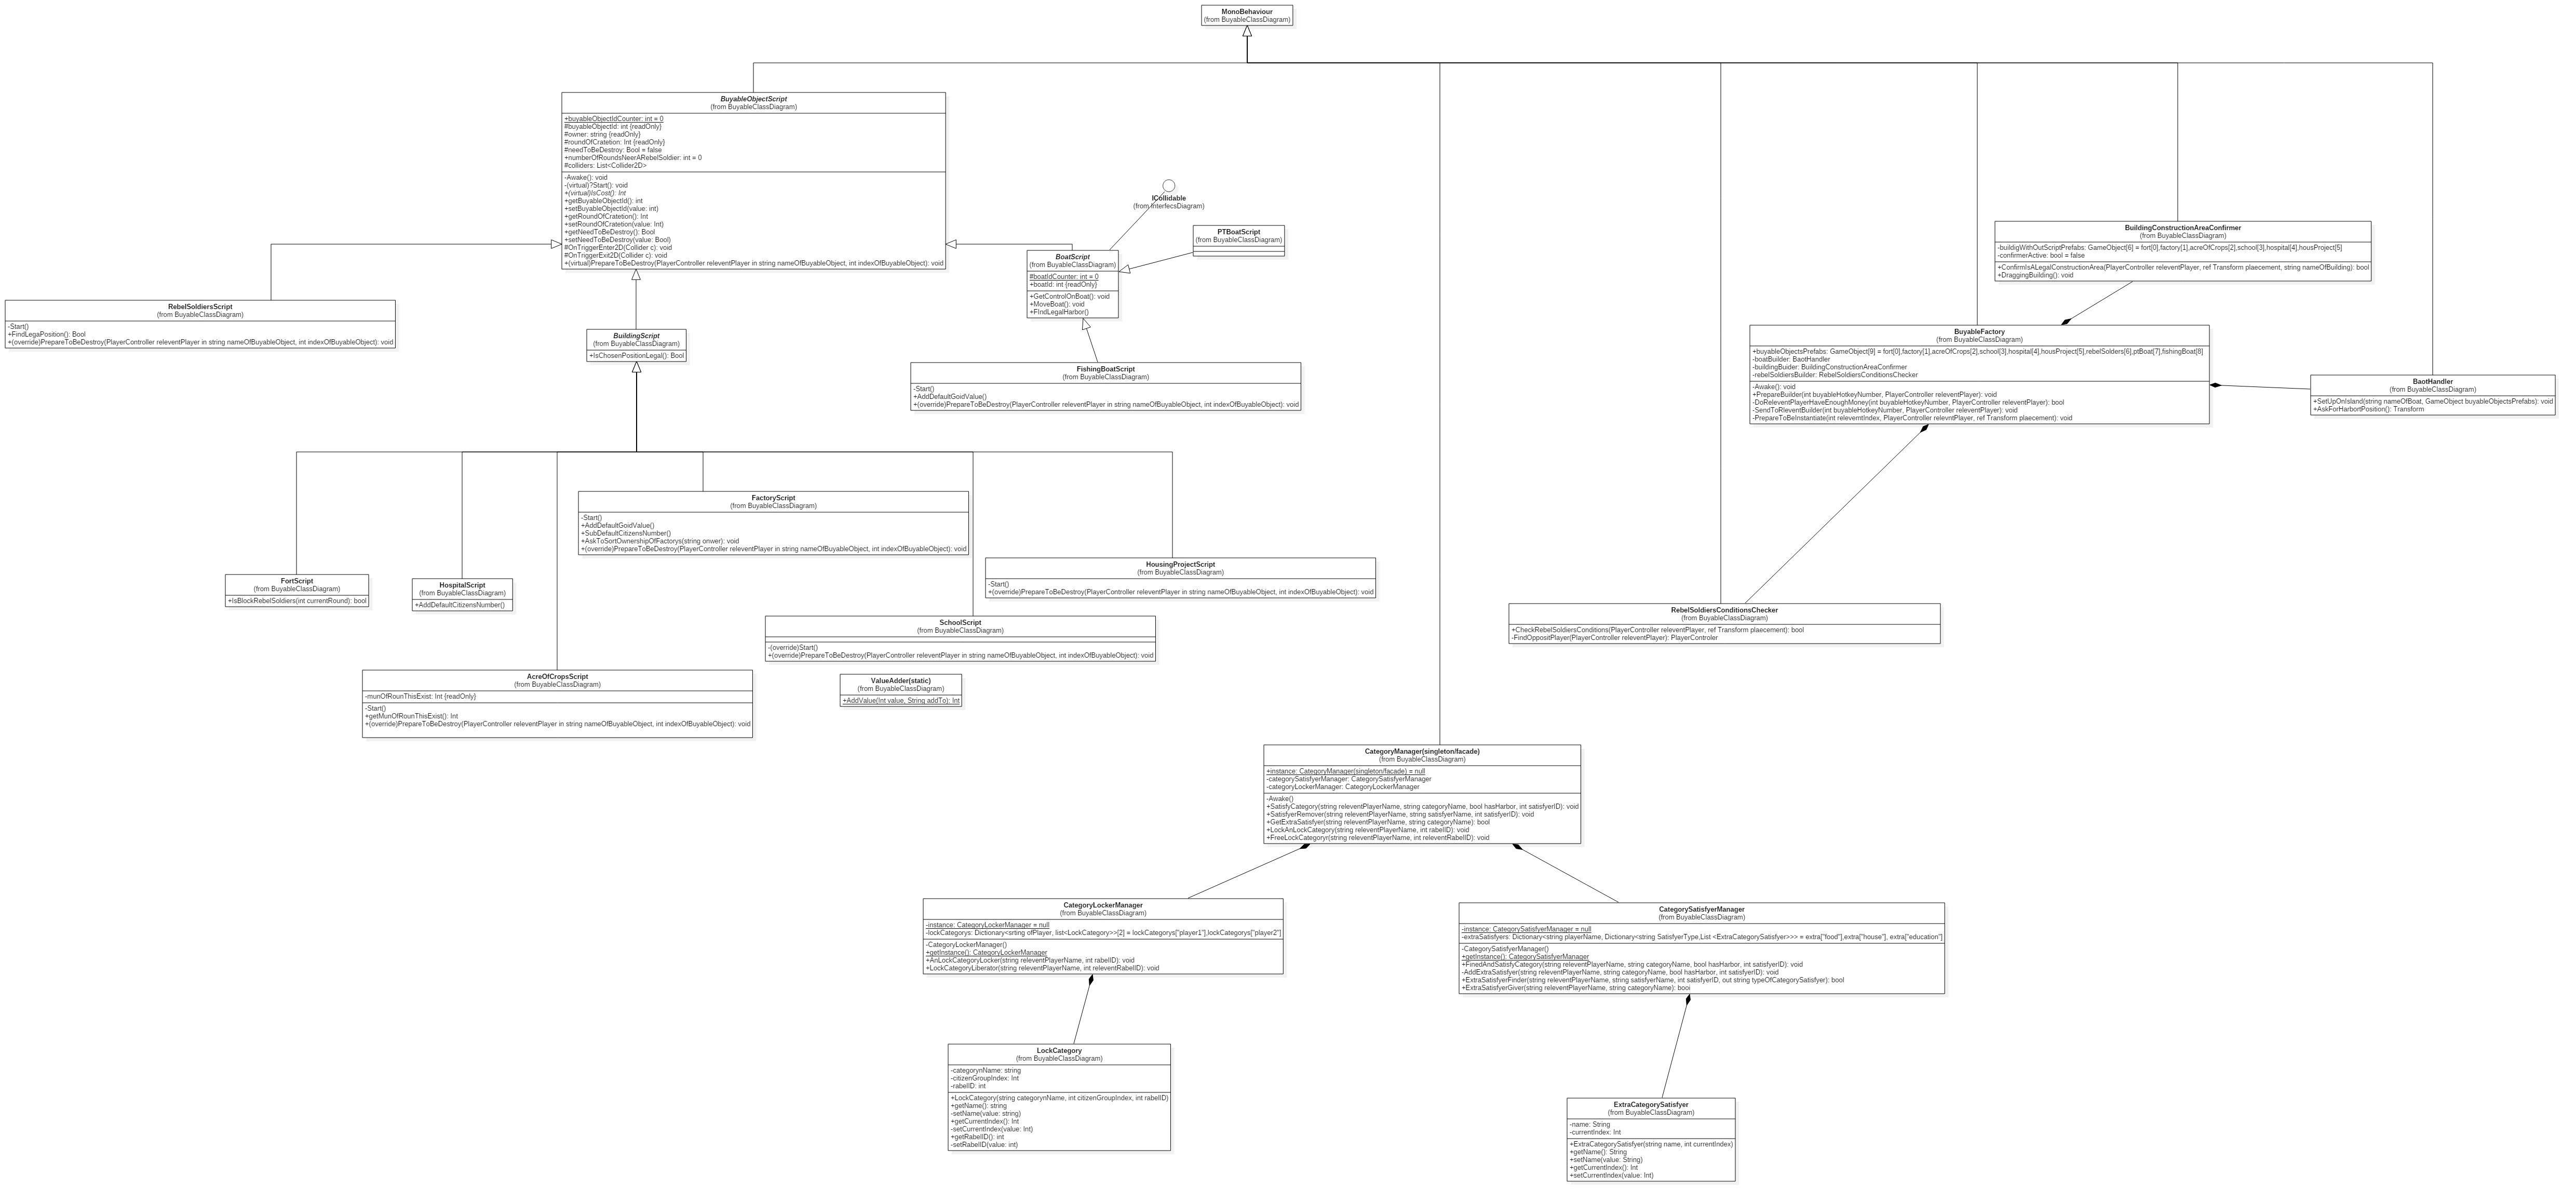 MonoBehaviour
(from BuyableClassDiagram)
BuyableObjectScript
(from BuyableClassDiagram)
+buyableObjectIdCounter: int = 0
#buyableObjectId: int {readOnly}
#owner: string {readOnly}
#roundOfCratetion: Int {readOnly}
#needToBeDestroy: Bool = false
+numberOfRoundsNeerARebelSoldier: int = 0
#colliders: List<Collider2D>
-Awake(): void
-(virtual)?Start(): void
+(virtual)IsCost(): Int
+getBuyableObjectId(): int
+setBuyableObjectId(value: int)
+getRoundOfCratetion(): Int
+setRoundOfCratetion(value: Int)
+getNeedToBeDestroy(): Bool
+setNeedToBeDestroy(value: Bool)
#OnTriggerEnter2D(Collider c): void
#OnTriggerExit2D(Collider c): void
+(virtual)PrepareToBeDestroy(PlayerController releventPlayer in string nameOfBuyableObject, int indexOfBuyableObject): void
ICollidable
(from InterfecsDiagram)
PTBoatScript
(from BuyableClassDiagram)
BoatScript
(from BuyableClassDiagram)
#boatIdCounter: int = 0
+boatId: int {readOnly}
+GetControlOnBoat(): void
+MoveBoat(): void
+FIndLegalHarbor()
BuildingConstructionAreaConfirmer
(from BuyableClassDiagram)
-buildigWithOutScriptPrefabs: GameObject[6] = fort[0],factory[1],acreOfCrops[2],school[3],hospital[4],housProject[5]
-confirmerActive: bool = false
+ConfirmIsALegalConstructionArea(PlayerController releventPlayer, ref Transform plaecement, string nameOfBuilding): bool
+DraggingBuilding(): void
RebelSoldiersScript
(from BuyableClassDiagram)
-Start()
+FindLegaPosition(): Bool
+(override)PrepareToBeDestroy(PlayerController releventPlayer in string nameOfBuyableObject, int indexOfBuyableObject): void
BuildingScript
(from BuyableClassDiagram)
+IsChosenPositionLegal(): Bool
BuyableFactory
(from BuyableClassDiagram)
+buyableObjectsPrefabs: GameObject[9] = fort[0],factory[1],acreOfCrops[2],school[3],hospital[4],housProject[5],rebelSolders[6],ptBoat[7],fishingBoat[8]
-boatBuilder: BaotHandler
-buildingBuider: BuildingConstructionAreaConfirmer
-rebelSoldiersBuilder: RebelSoldiersConditionsChecker
-Awake(): void
+PrepareBuilder(int buyableHotkeyNumber, PlayerController releventPlayer): void
-DoReleventPlayerHaveEnoughMoney(int buyableHotkeyNumber, PlayerController releventPlayer): bool
-SendToRleventBuilder(int buyableHotkeyNumber, PlayerController releventPlayer): void
-PrepareToBeInstantiate(int relevemtIndex, PlayerController relevntPlayer, ref Transform plaecement): void
FishingBoatScript
(from BuyableClassDiagram)
-Start()
+AddDefaultGoidValue()
+(override)PrepareToBeDestroy(PlayerController releventPlayer in string nameOfBuyableObject, int indexOfBuyableObject): void
BaotHandler
(from BuyableClassDiagram)
+SetUpOnIsland(string nameOfBoat, GameObject buyableObjectsPrefabs): void
+AskForHarbortPosition(): Transform
FactoryScript
(from BuyableClassDiagram)
-Start()
+AddDefaultGoidValue()
+SubDefaultCitizensNumber()
+AskToSortOwnershipOfFactorys(string onwer): void
+(override)PrepareToBeDestroy(PlayerController releventPlayer in string nameOfBuyableObject, int indexOfBuyableObject): void
HousingProjectScript
(from BuyableClassDiagram)
-Start()
+(override)PrepareToBeDestroy(PlayerController releventPlayer in string nameOfBuyableObject, int indexOfBuyableObject): void
FortScript
(from BuyableClassDiagram)
+IsBlockRebelSoldiers(int currentRound): bool
HospitalScript
(from BuyableClassDiagram)
+AddDefaultCitizensNumber()
RebelSoldiersConditionsChecker
(from BuyableClassDiagram)
+CheckRebelSoldiersConditions(PlayerController releventPlayer, ref Transform plaecement): bool
-FindOppositPlayer(PlayerController releventPlayer): PlayerControler
SchoolScript
(from BuyableClassDiagram)
-(override)Start()
+(override)PrepareToBeDestroy(PlayerController releventPlayer in string nameOfBuyableObject, int indexOfBuyableObject): void
AcreOfCropsScript
(from BuyableClassDiagram)
-munOfRounThisExist: Int {readOnly}
-Start()
+getMunOfRounThisExist(): Int
+(override)PrepareToBeDestroy(PlayerController releventPlayer in string nameOfBuyableObject, int indexOfBuyableObject): void
ValueAdder(static)
(from BuyableClassDiagram)
+AddValue(Int value, String addTo): Int
CategoryManager(singleton/facade)
(from BuyableClassDiagram)
+instance: CategoryManager(singleton/facade) = null
-categorySatisfyerManager: CategorySatisfyerManager
-categoryLockerManager: CategoryLockerManager
-Awake()
+SatisfyCategory(string releventPlayerName, string categoryName, bool hasHarbor, int satisfyerID): void
+SatisfyerRemover(string releventPlayerName, string satisfyerName, int satisfyerID): void
+GetExtraSatisfyer(string releventPlayerName, string categoryName): bool
+LockAnLockCategory(string releventPlayerName, int rabelID): void
+FreeLockCategoryr(string releventPlayerName, int releventRabelID): void
CategoryLockerManager
(from BuyableClassDiagram)
-instance: CategoryLockerManager = null
-lockCategorys: Dictionary<srting ofPlayer, list<LockCategory>>[2] = lockCategorys["player1"],lockCategorys["player2"]
-CategoryLockerManager()
+getInstance(): CategoryLockerManager
+AnLockCategoryLocker(string releventPlayerName, int rabelID): void
+LockCategoryLiberator(string releventPlayerName, int releventRabelID): void
CategorySatisfyerManager
(from BuyableClassDiagram)
-instance: CategorySatisfyerManager = null
-extraSatisfyers: Dictionary<string playerName, Dictionary<string SatisfyerType,List <ExtraCategorySatisfyer>>> = extra["food"],extra["house"], extra["education"]
-CategorySatisfyerManager()
+getInstance(): CategorySatisfyerManager
+FinedAndSatisfyCategory(string releventPlayerName, string categoryName, bool hasHarbor, int satisfyerID): void
-AddExtraSatisfyer(string releventPlayerName, string categoryName, bool hasHarbor, int satisfyerID): void
+ExtraSatisfyerFinder(string releventPlayerName, string satisfyerName, int satisfyerID, out string typeOfCategorySatisfyer): bool
+ExtraSatisfyerGiver(string releventPlayerName, string categoryName): booi
LockCategory
(from BuyableClassDiagram)
-categorynName: string
-citizenGroupIndex: Int
-rabelID: int
+LockCategory(string categorynName, int citizenGroupIndex, int rabelID)
+getName(): string
-setName(value: string)
+getCurrentIndex(): Int
-setCurrentIndex(value: Int)
+getRabelID(): int
-setRabelID(value: int)
ExtraCategorySatisfyer
(from BuyableClassDiagram)
-name: String
-currentIndex: Int
+ExtraCategorySatisfyer(string name, int currentIndex)
+getName(): String
+setName(value: String)
+getCurrentIndex(): Int
+setCurrentIndex(value: Int)